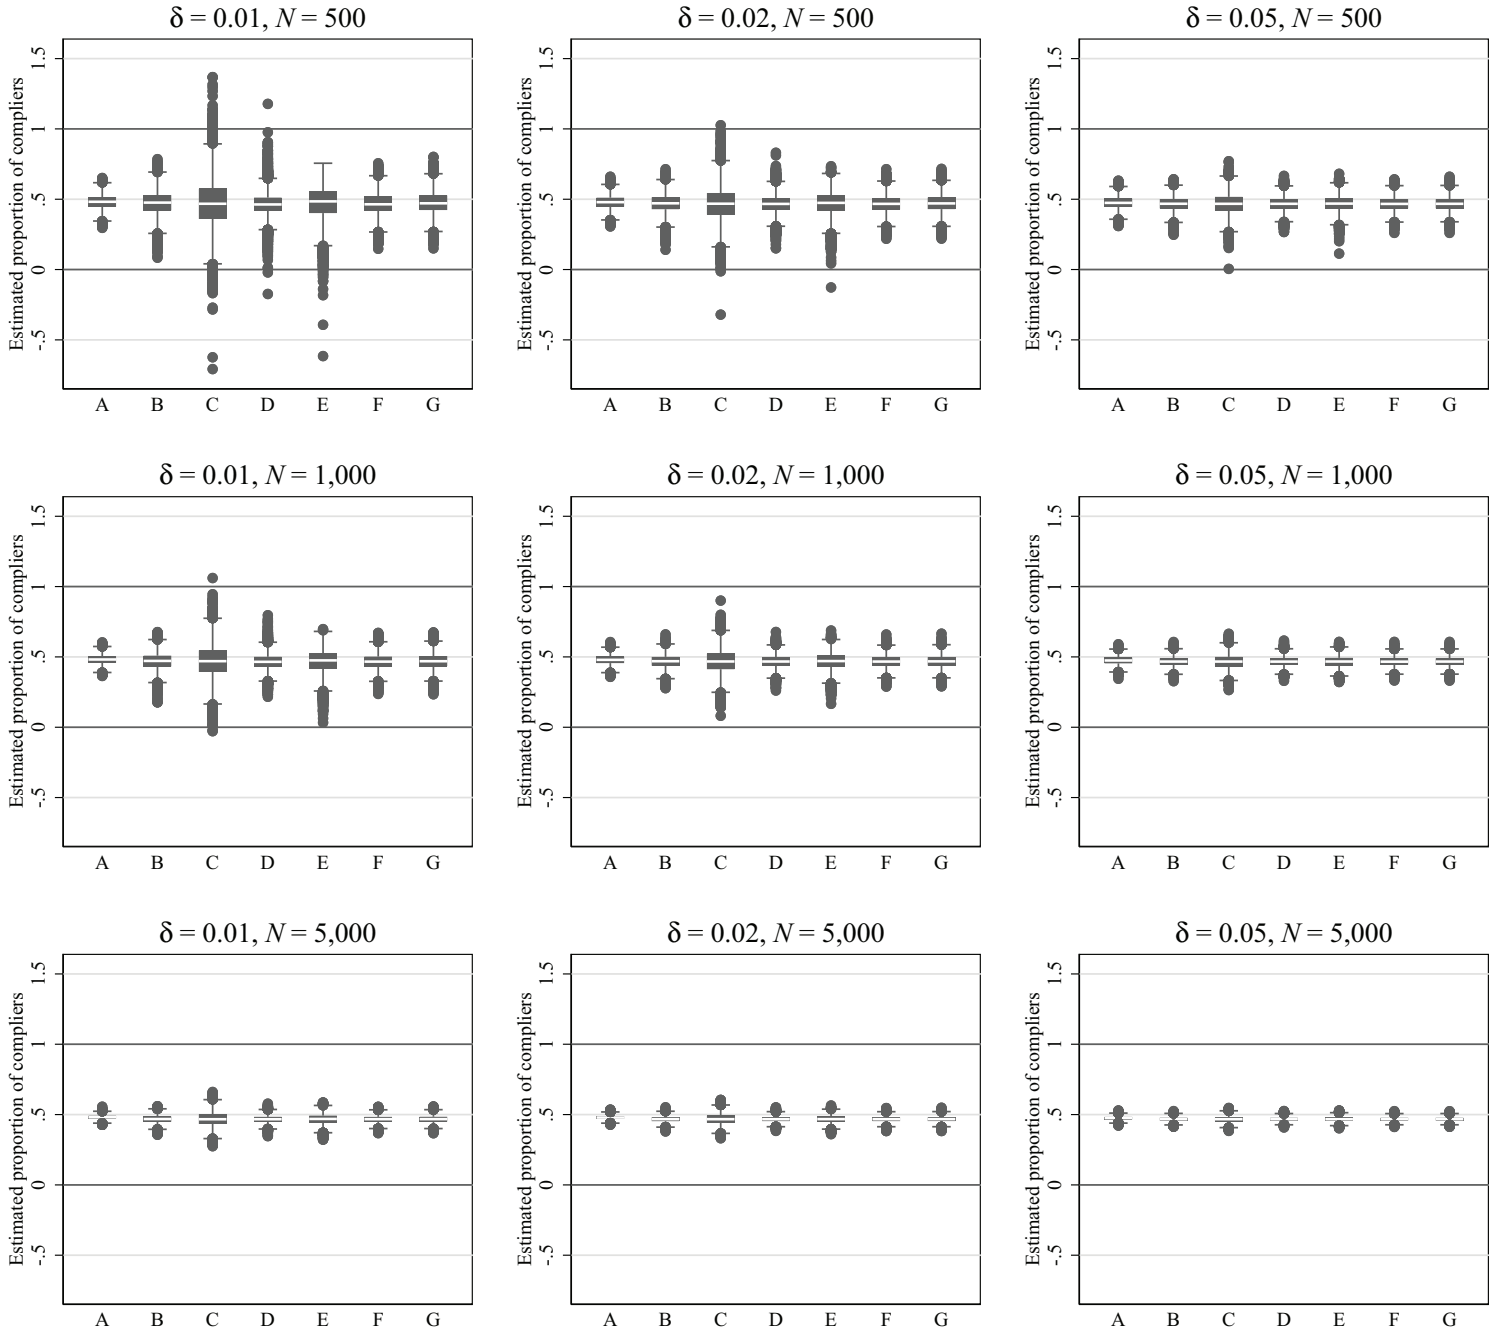 δ = 0.01, N = 500
δ = 0.02, N = 500
δ = 0.05, N = 500
Estimated proportion of compliers
1.5
1
.5
0
-.5
A B C D E F G
Estimated proportion of compliers
1.5
1
.5
0
-.5
A B C D E F G
Estimated proportion of compliers
1.5
1
.5
0
-.5
A B C D E F G
δ = 0.01, N = 1,000
δ = 0.02, N = 1,000
δ = 0.05, N = 1,000
Estimated proportion of compliers
1.5
1
.5
0
-.5
A B C D E F G
Estimated proportion of compliers
1.5
1
.5
0
-.5
A B C D E F G
Estimated proportion of compliers
1.5
1
.5
0
-.5
A B C D E F G
δ = 0.01, N = 5,000
δ = 0.02, N = 5,000
δ = 0.05, N = 5,000
Estimated proportion of compliers
1.5
1
.5
0
-.5
A B C D E F G
Estimated proportion of compliers
1.5
1
.5
0
-.5
A B C D E F G
Estimated proportion of compliers
1.5
1
.5
0
-.5
A B C D E F G